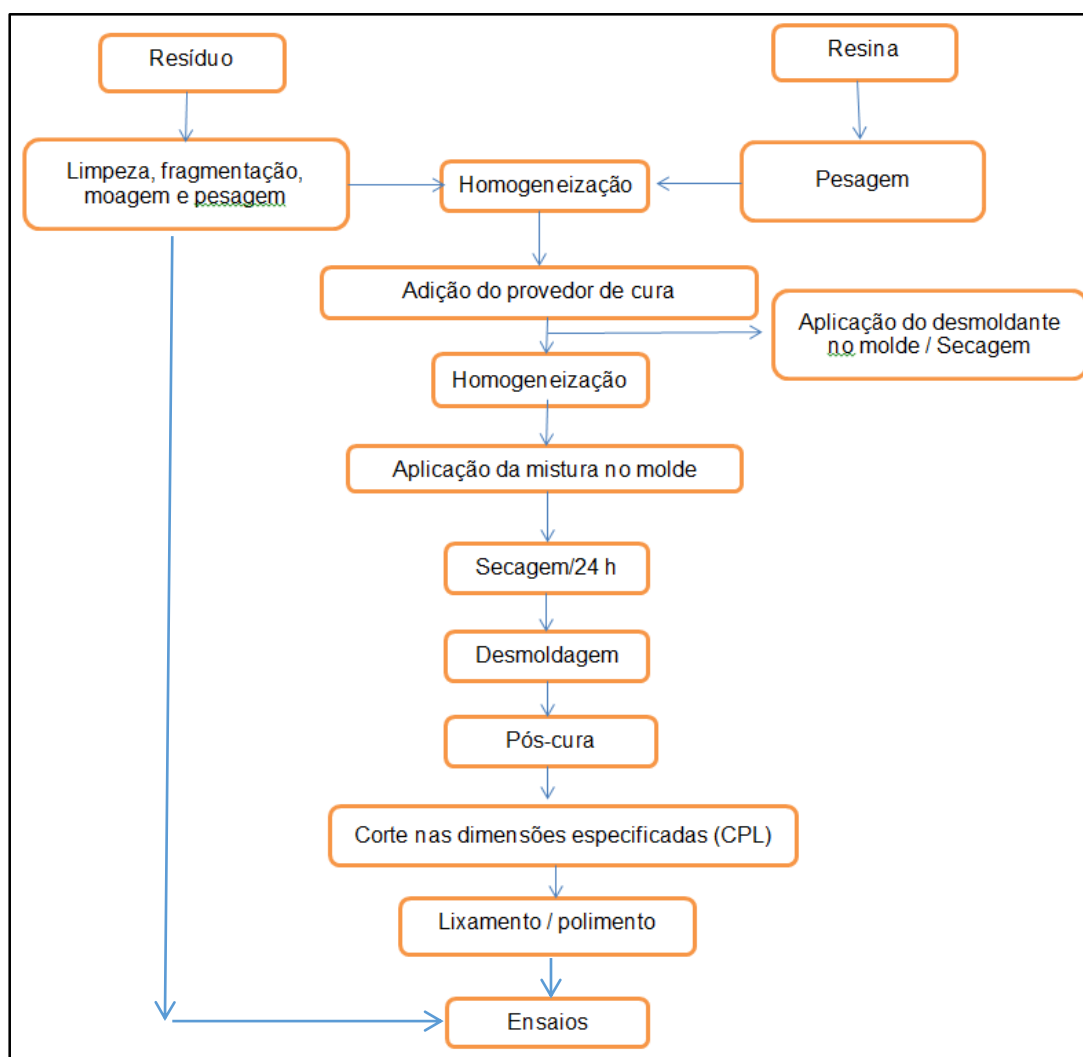 Resíduo
Resina
Limpeza, fragmentação,
moagem e pesagem
Homogeneização
Pesagem
Adição do provedor de cura
Aplicação do desmoldante
no molde / Secagem
Homogeneização
Aplicação da mistura no molde
Secagem/24 h
Desmoldagem
Pós-cura
Corte nas dimensões especificadas (CPL)
Lixamento / polimento
Ensaios